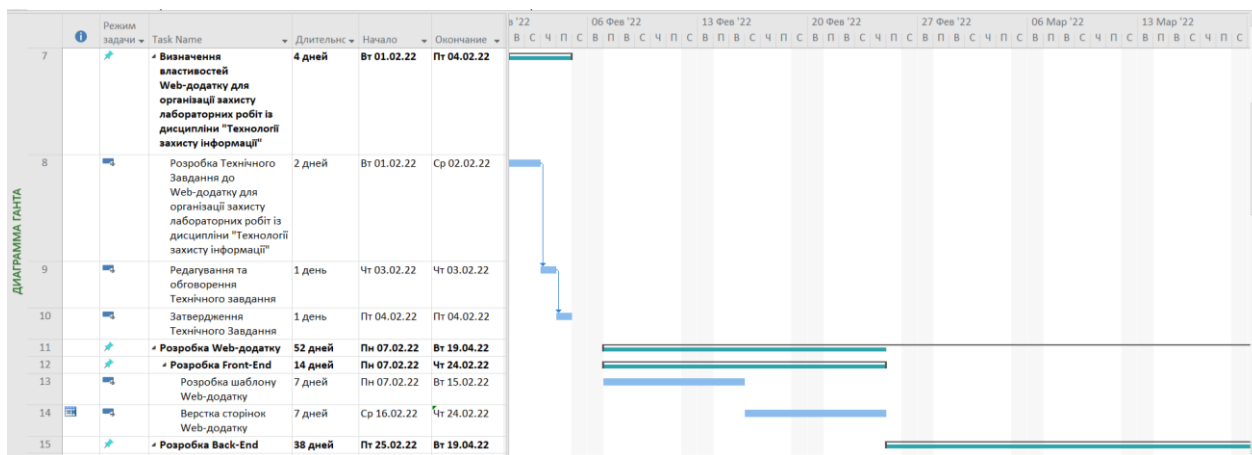 в '22 06 Фев '22 13 Фев '22 20 Фев '22 27 Фев '22 06 Мар '22 13 Мар '22
Режим задачи Task Name Длительнс Начало Окончание
В С Ч П С В П В С Ч П С В П В С Ч П С В П В С Ч П С В П В С Ч П С В П В С Ч П С В П В С Ч П С
ДИАГРАММА ГАНТА
7 Визначення 4 дней Вт 01.02.22 Пт 04.02.22
властивостей
Web-додатку для
організації захисту
лабораторних робіт із
дисципліни "Технології
захисту інформації"
8 Розробка Технічного 2 дней Вт 01.02.22 Ср 02.02.22
Завдання до
Web-додатку для
організації захисту
лабораторних робіт із
дисципліни "Технології
захисту інформації"
9 Редагування та 1 день Чт 03.02.22 Чт 03.02.22
обговорення
Технічного завдання
10 Затвердження 1 день Пт 04.02.22 Пт 04.02.22
Технічного Завдання
11 Розробка Web-додатку 52 дней Пн 07.02.22 Вт 19.04.22
12 Розробка Front-End 14 дней Пн 07.02.22 Чт 24.02.22
13 Розробка шаблону 7 дней Пн 07.02.22 Вт 15.02.22
Web-додатку
14 Верстка сторінок 7 дней Ср 16.02.22 Чт 24.02.22
Web-додатку
15 Розробка Back-End 38 дней Пт 25.02.22 Вт 19.04.22